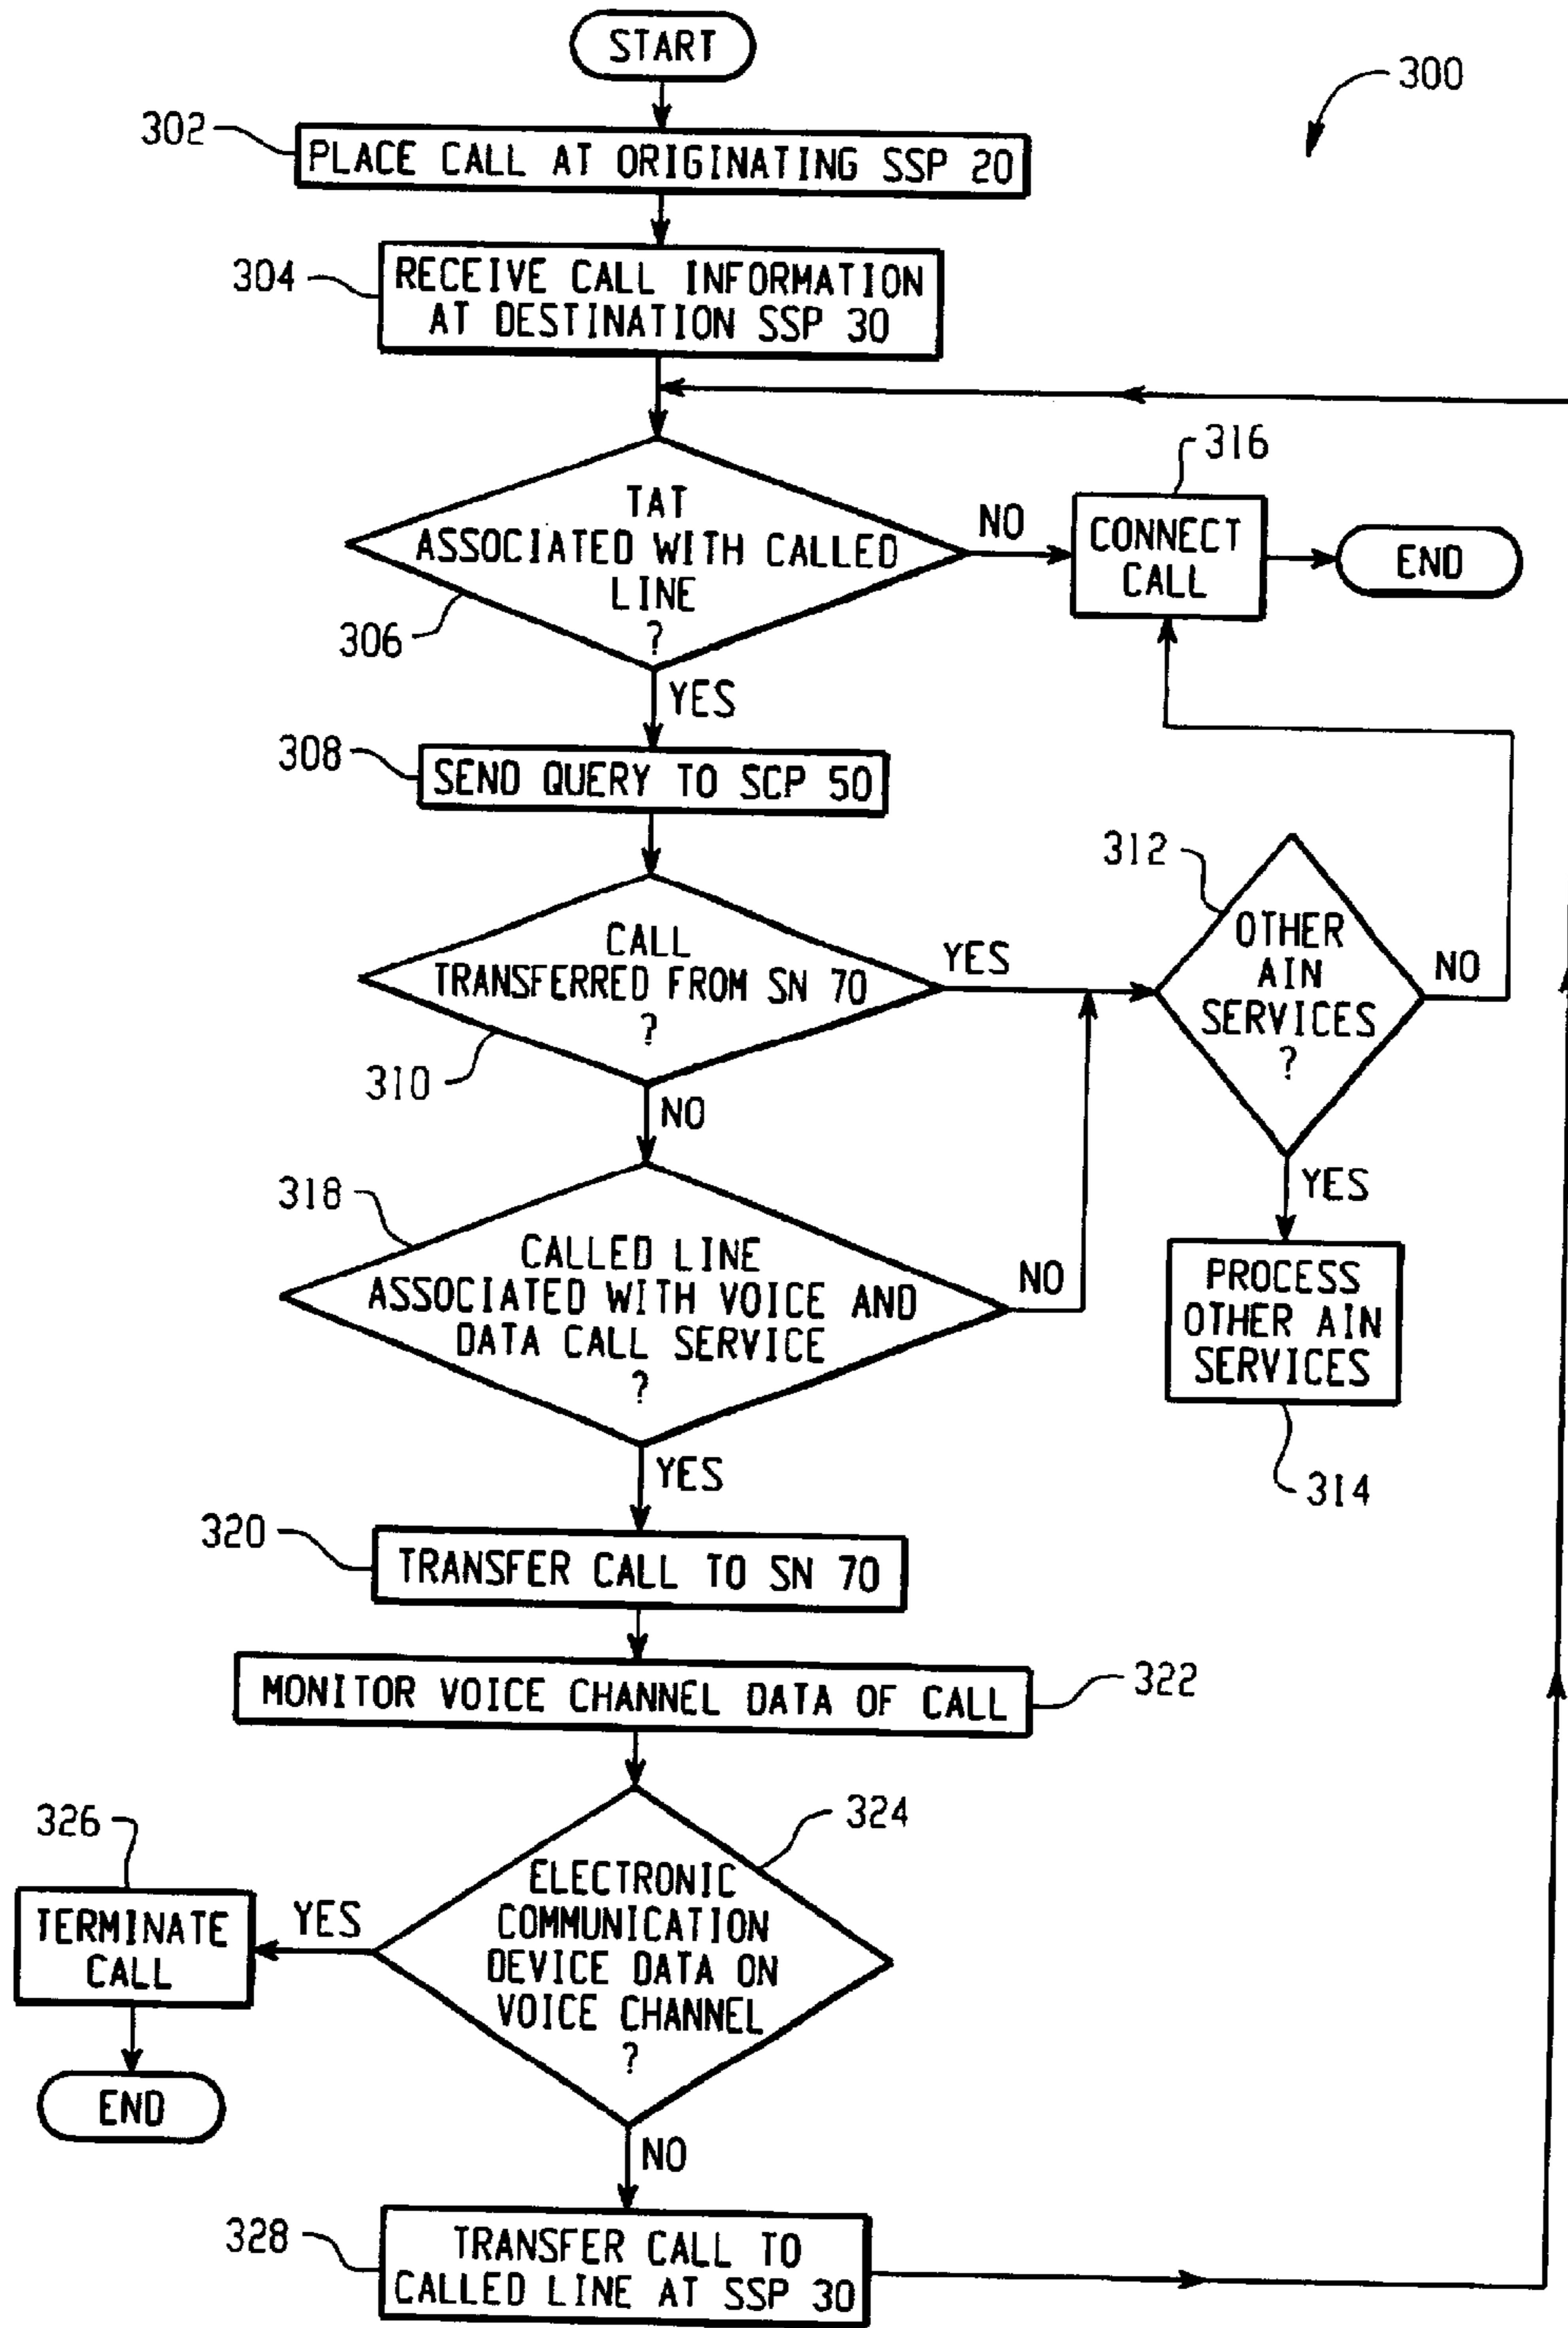 START
300
302
PLACE CALL AT ORIGINATING SSP 20
304
RECEIVE CALL INFORMATION
AT DESTINATION SSP 30
316
TAT
ASSOCIATED WITH CALLED
LINE
?
306
NO
CONNECT
CALL
END
YES
308
SEND QUERY TO SCP 50
312
CALL
TRANSFERRED FROM SN 70
?
310
YES
OTHER
AIN
SERVICES
?
NO
NO
YES
318
CALLED LINE
ASSOCIATED WITH VOICE AND
DATA CALL SERVICE
?
NO
PROCESS
OTHER AIN
SERVICES
314
YES
320
TRANSFER CALL TO SN 70
MONITOR VOICE CHANNEL DATA OF CALL
322
324
326
ELECTRONIC
COMMUNICATION
DEVICE DATA ON
VOICE CHANNEL
?
YES
TERMINATE
CALL
END
NO
328
TRANSFER CALL TO
CALLED LINE AT SSP 30